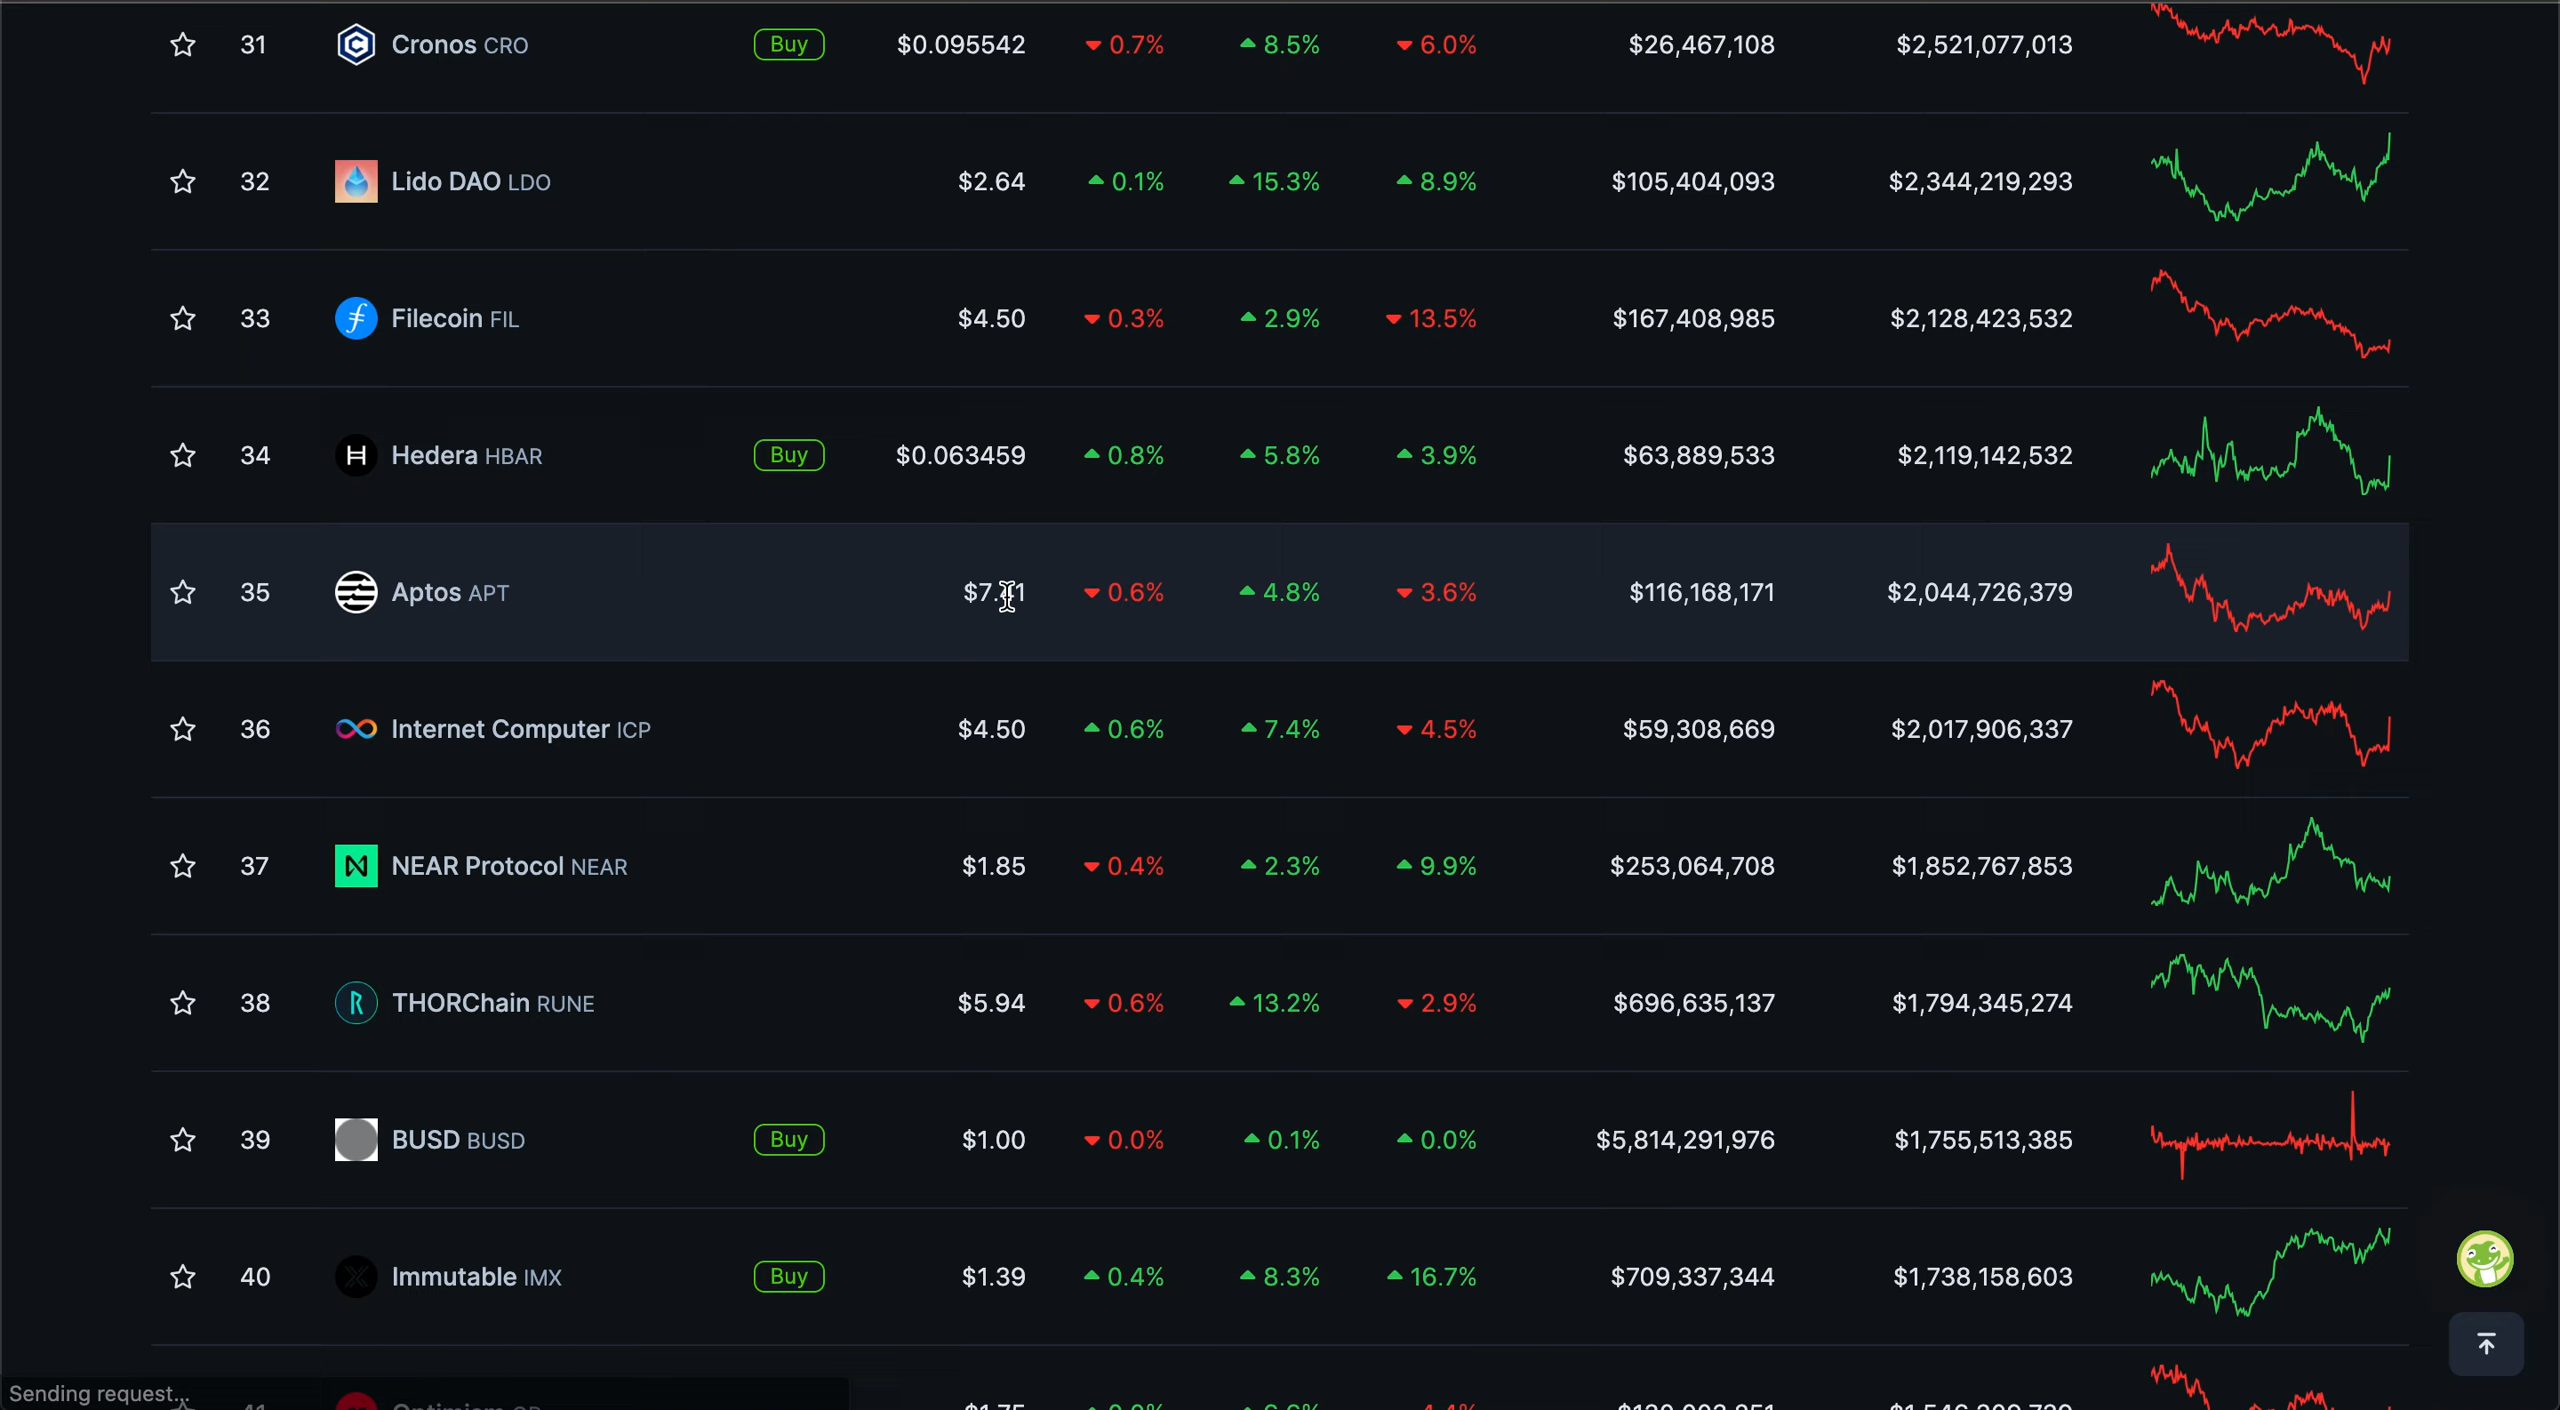 31 Cronos CRO Buy $0.095542 0.7% 8.5% 6.0% $26,467,108 $2,521,077,013
32 Lido DAO LDO $2.64 0.1% 15.3% 8.9% $105,404,093 $2,344,219,293
33 Filecoin FIL $4.50 0.3% 2.9% 13.5% $167,408,985 $2,128,423,532
34 Hedera HBAR Buy $0.063459 0.8% 5.8% 3.9% $63,889,533 $2,119,142,532
35 Aptos APT 0.6% 4.8% 3.6% $116,168,171 $2,044,726,379
36 Internet Computer ICP $4.50 0.6% 7.4% 4.5% $59,308,669 $2,017,906,337
37 NEAR Protocol NEAR $1.85 0.4% 2.3% 9.9% $253,064,708 $1,852,767,853
38 THORChain RUNE $5.94 0.6% 13.2% 2.9% $696,635,137 $1,794,345,274
39 BUSD BUSD Buy $1.00 0.0% 0.1% 0.0% $5,814,291,976 $1,755,513,385
40 Immutable IMX Buy $1.39 0.4% 8.3% 16.7% $709,337,344 $1,738,158,603
Sending request...